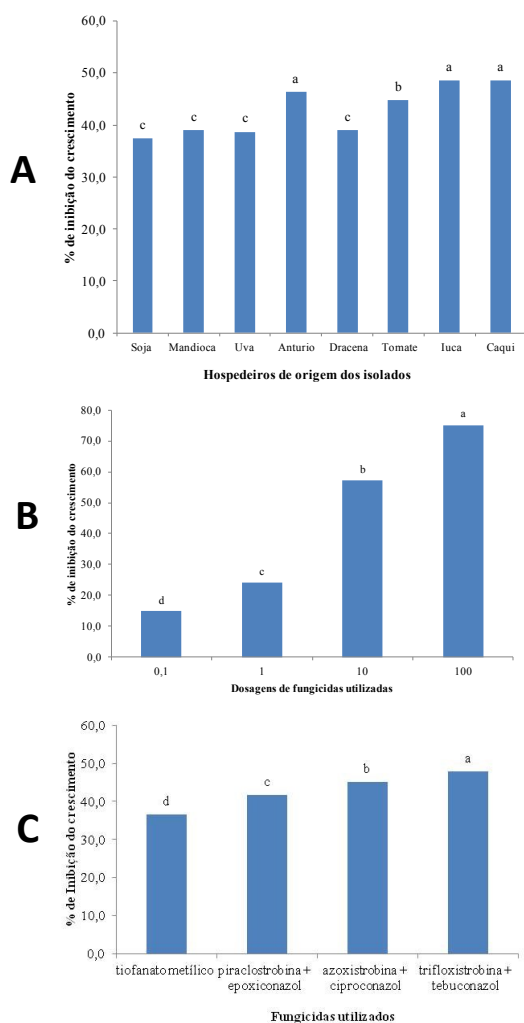 A
% de inibição do crescimento
60,0
50,0
40,0
30,0
20,0
10,0
0,0
c c c a c b a a
Soja Mandioca Uva Anturio Dracena Tomate Iuca Caqui
Hospedeiros de origem dos isolados
B
% de inibição do crescimento
80,0
70,0
60,0
50,0
40,0
30,0
20,0
10,0
0,0
d c b a
0,1 1 10 100
Dosagens de fungicidas utilizadas
C
% de Inibição do crescimento
60,0
50,0
40,0
30,0
20,0
10,0
0,0
d c b a
tiofanato metílico piraclostrobina + azoxistrobina + trifloxistrobina +
epoxiconazol ciproconazol tebuconazol
Fungicidas utilizados